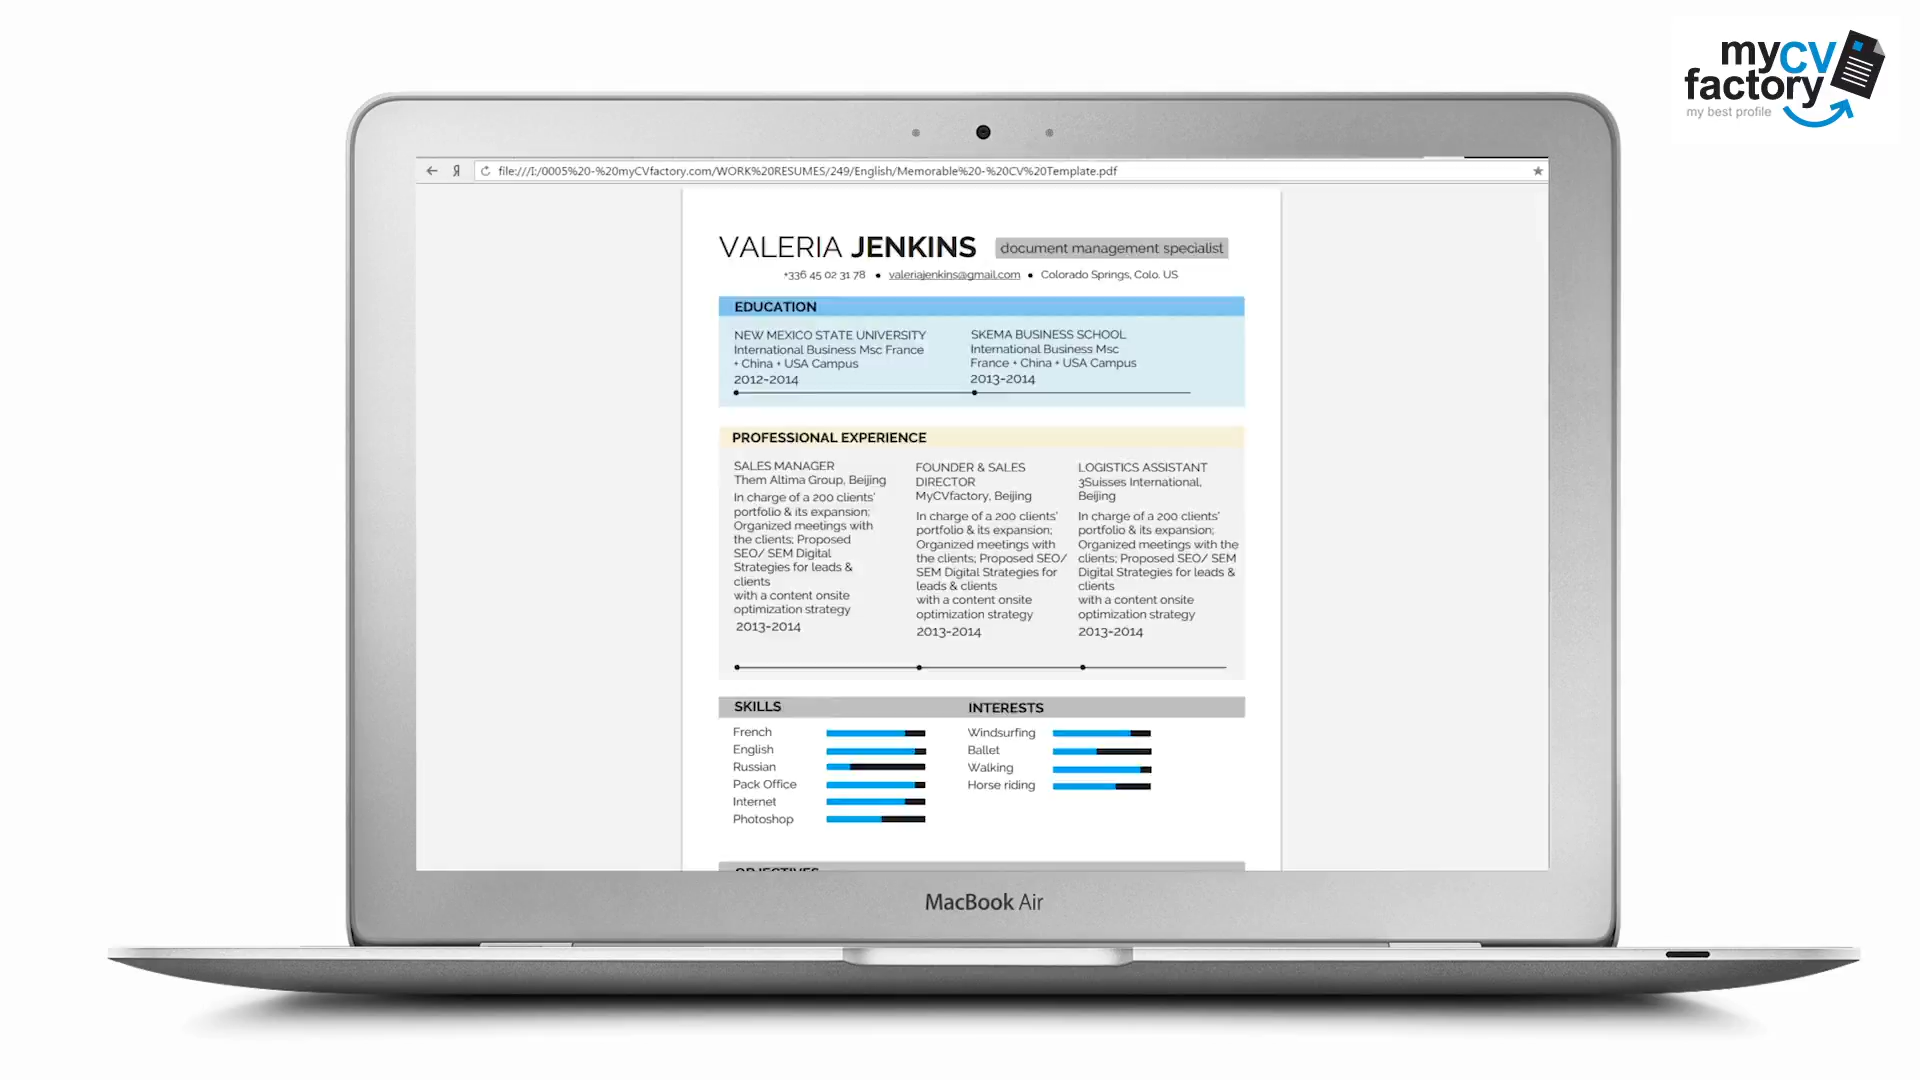 myCV
factory
my best profile
file:///I:/0005%20-%20myCVfactory.com/WORK%20RESUMES/249/English/Memorable%20-%20CV%20Template.pdf
VALERIA JENKINS document management specialist
+336 45 02 31 78 • valeriajenkins@gmail.com • Colorado Springs, Colo. US
EDUCATION
NEW MEXICO STATE UNIVERSITY
International Business Msc France
+ China + USA Campus
2012-2014
SKEMA BUSINESS SCHOOL
International Business Msc
France + China + USA Campus
2013-2014
PROFESSIONAL EXPERIENCE
SALES MANAGER
Them Altima Group, Beijing
In charge of a 200 clients'
portfolio & its expansion;
Organized meetings with
the clients; Proposed
SEO/ SEM Digital
Strategies for leads &
clients
with a content onsite
optimization strategy
2013-2014
FOUNDER & SALES
DIRECTOR
MyCVfactory, Beijing
In charge of a 200 clients'
portfolio & its expansion;
Organized meetings with
the clients; Proposed SEO/
SEM Digital Strategies for
leads & clients
with a content onsite
optimization strategy
2013-2014
LOGISTICS ASSISTANT
3Suisses International,
Beijing
In charge of a 200 clients'
portfolio & its expansion;
Organized meetings with the
clients; Proposed SEO/ SEM
Digital Strategies for leads &
clients
with a content onsite
optimization strategy
2013-2014
SKILLS
French
English
Russian
Pack Office
Internet
Photoshop
INTERESTS
Windsurfing
Ballet
Walking
Horse riding
OBJECTIVES
MacBook Air